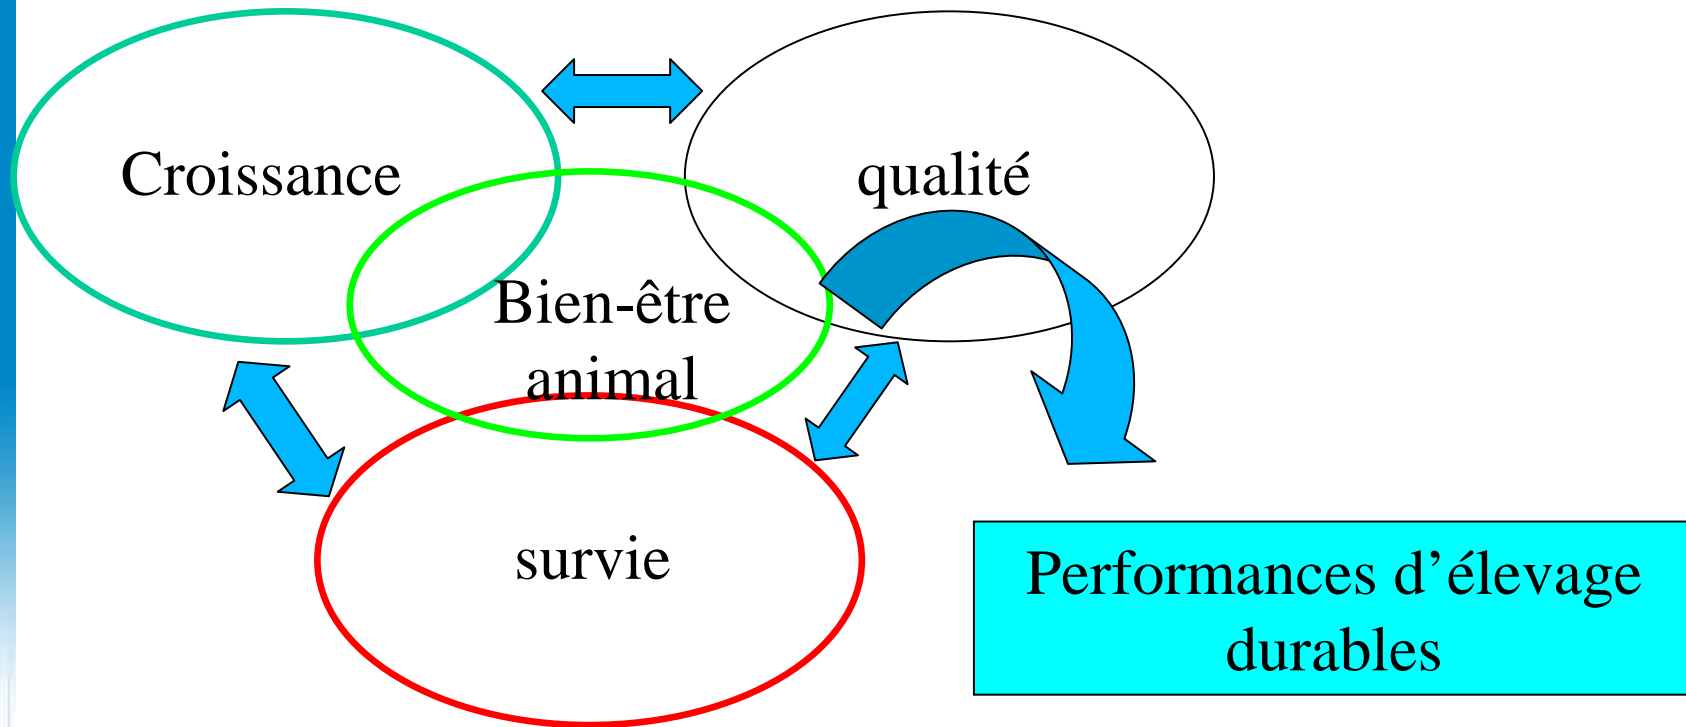 Croissance
qualité
Bien-être
animal
survie
Performances d’élevage
durables